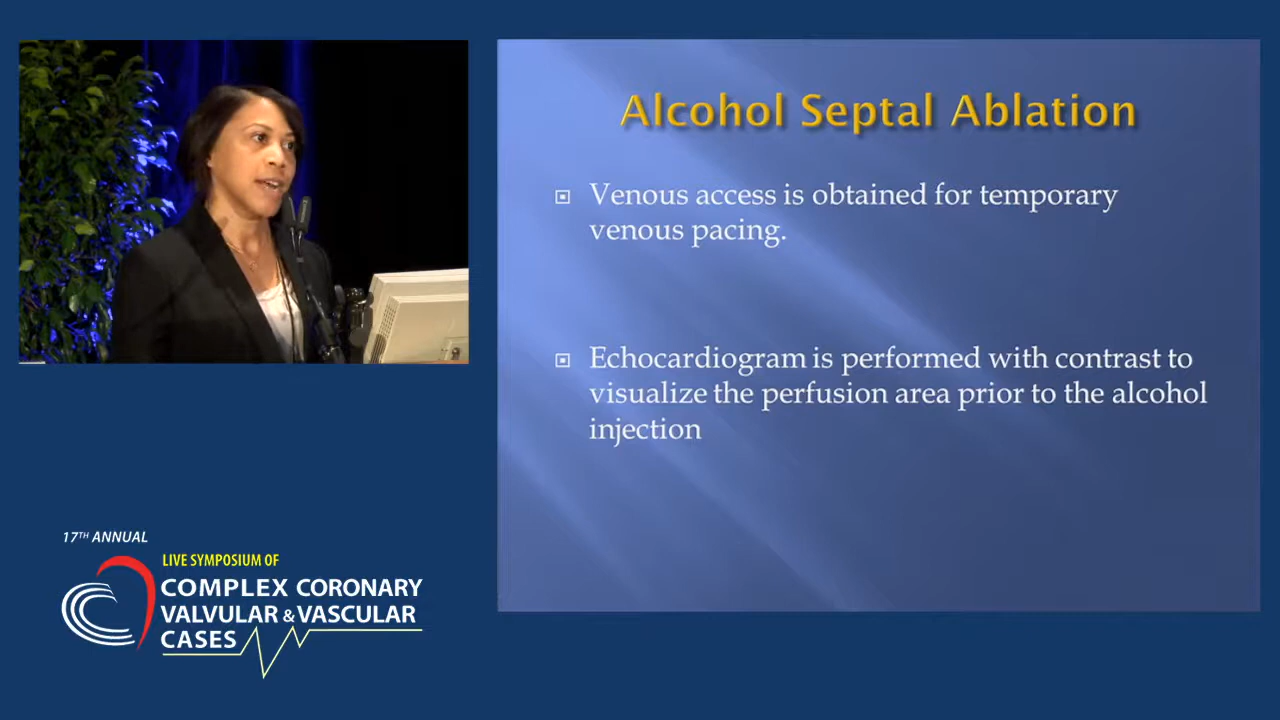 Alcohol Septal Ablation
Venous access is obtained for temporary
venous pacing.
Echocardiogram is performed with contrast to
visualize the perfusion area prior to the alcohol
injection
17TH ANNUAL
LIVE SYMPOSIUM OF
COMPLEX CORONARY
VALVULAR & VASCULAR
CASES